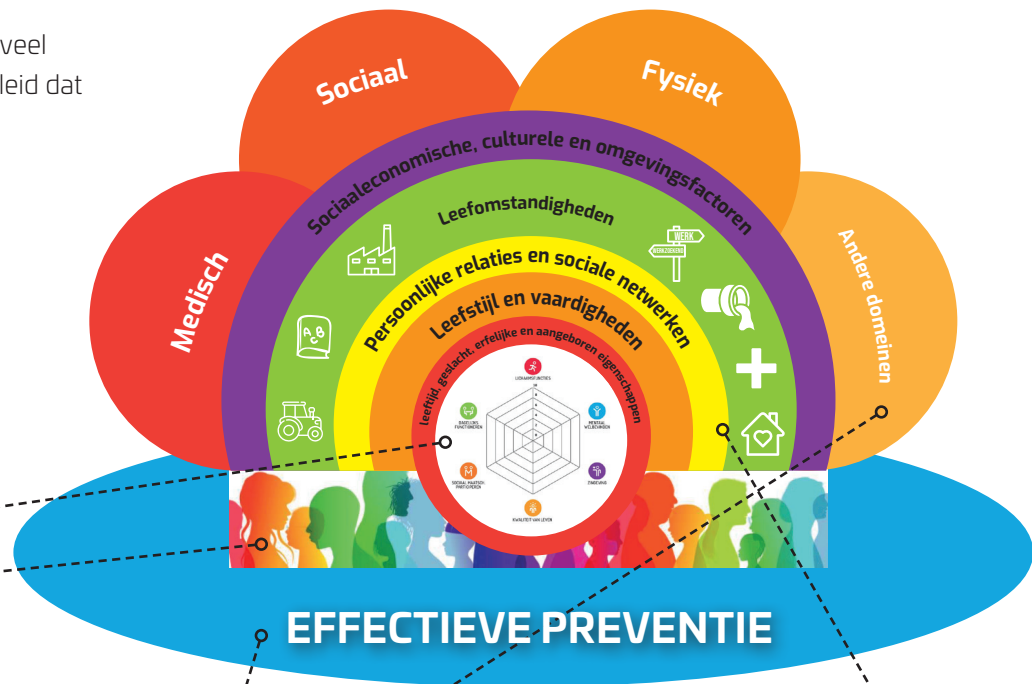 veel
leid dat
Sociaal
Fysiek
Medisch
Andere domeinen
Sociaaleconomische, culturele en omgevingsfactoren
Leefomstandigheden
WERK
WERKZOEKEND
ABC
Persoonlijke relaties en sociale netwerken
Leefstijl en vaardigheden
leeftijd, geslacht, erfelijke en aangeboren eigenschappen
LICHAAMSFUNCTIES
DAGELIJKS
FUNCTIONEREN
MENTAAL
WELBEVINDEN
SOCIAAL-MAATSCH.
PARTICIPEREN
ZINGEVING
KWALITEIT VAN LEVEN
EFFECTIEVE PREVENTIE